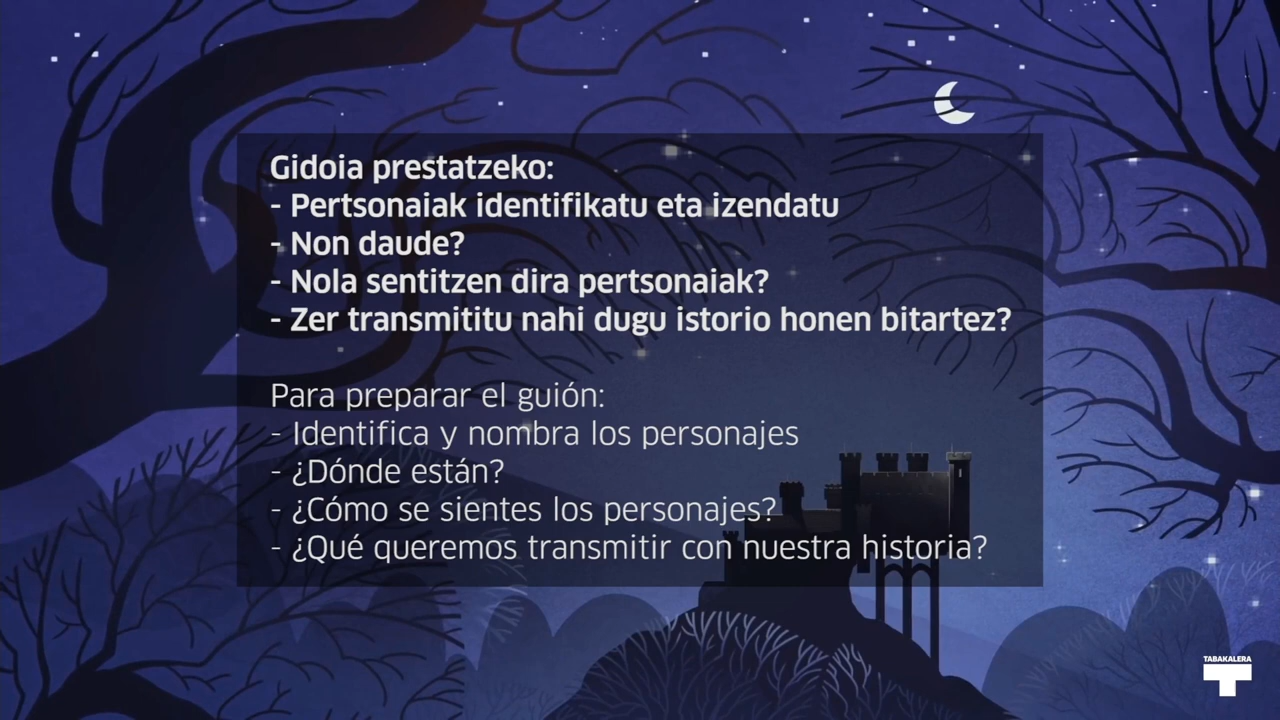 Gidoia prestatzeko:
- Pertsonaiak identifikatu eta izendatu
- Non daude?
- Nola sentitzen dira pertsonaiak?
- Zer transmititu nahi dugu istorio honen bitartez?
Para preparar el guión:
- Identifica y nombra los personajes
- ¿Dónde están?
- ¿Cómo se sientes los personajes?
- ¿Qué queremos transmitir con nuestra historia?
TABAKALERA